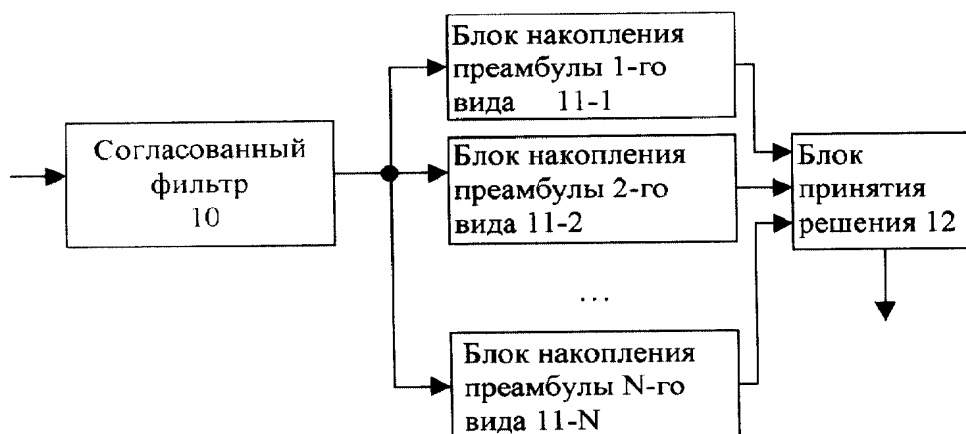 Блок накопления
преамбулы 1-го
вида 11-1
Согласованный
фильтр
10
Блок накопления
преамбулы 2-го
вида 11-2
Блок
принятия
решения 12
...
Блок накопления
преамбулы N-го
вида 11-N